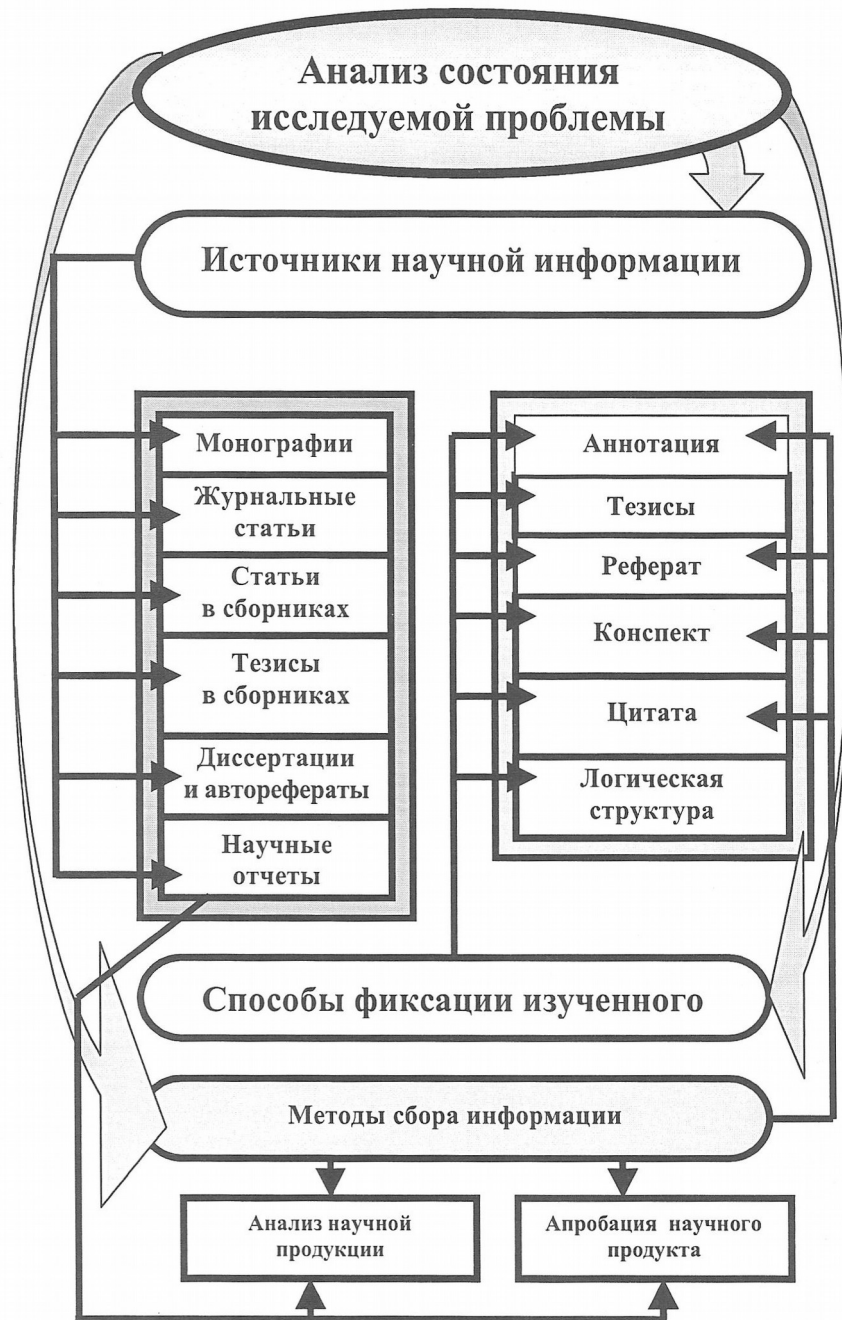 Анализ состояния
исследуемой проблемы
Источники научной информации
Монографии
Журнальные
статьи
Статьи
в сборниках
Тезисы
в сборниках
Диссертации
и авторефераты
Научные
отчеты
Аннотация
Тезисы
Реферат
Конспект
Цитата
Логическая
структура
Способы фиксации изученного
Методы сбора информации
Анализ научной
продукции
Апробация научного
продукта